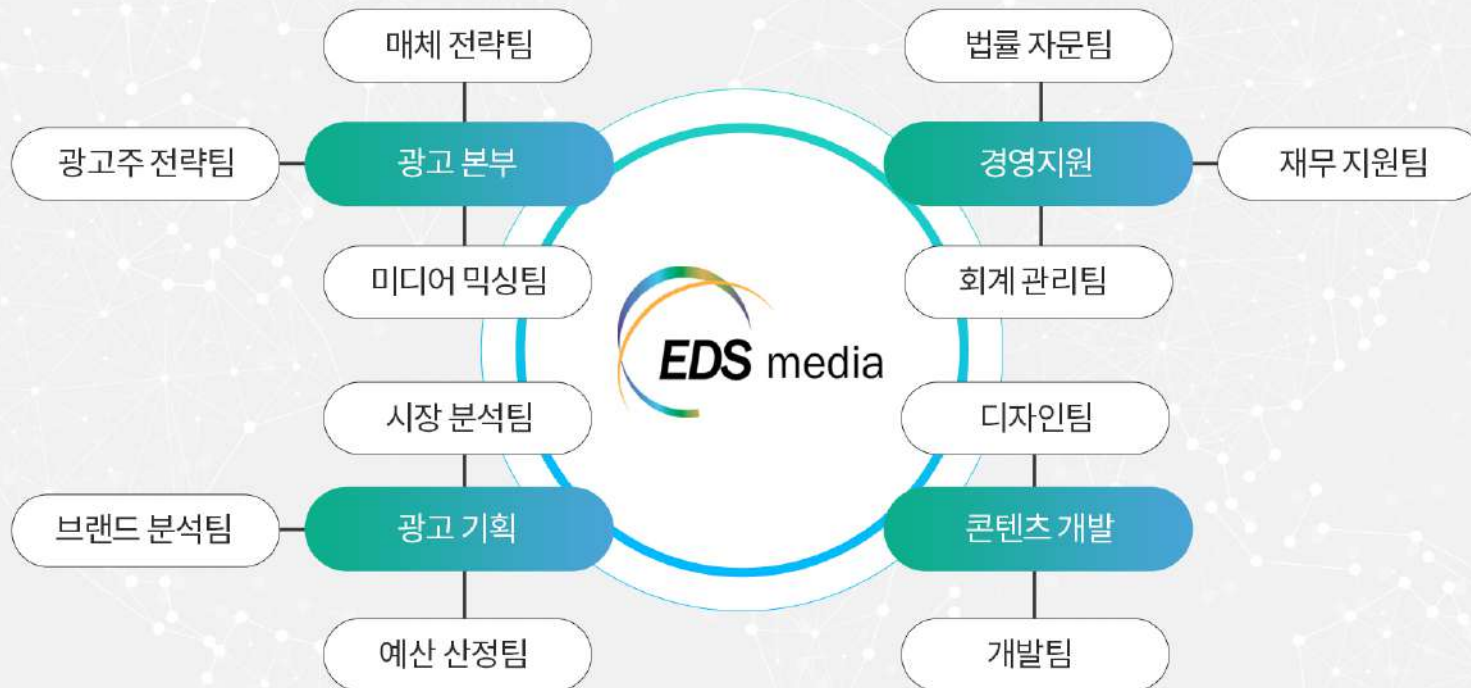 매체 전략팀
법률 자문팀
광고주 전략팀
광고 본부
경영지원
재무 지원팀
미디어 믹싱팀
회계 관리팀
EDS media
시장 분석팀
디자인팀
브랜드 분석팀
광고 기획
콘텐츠 개발
예산 산정팀
개발팀